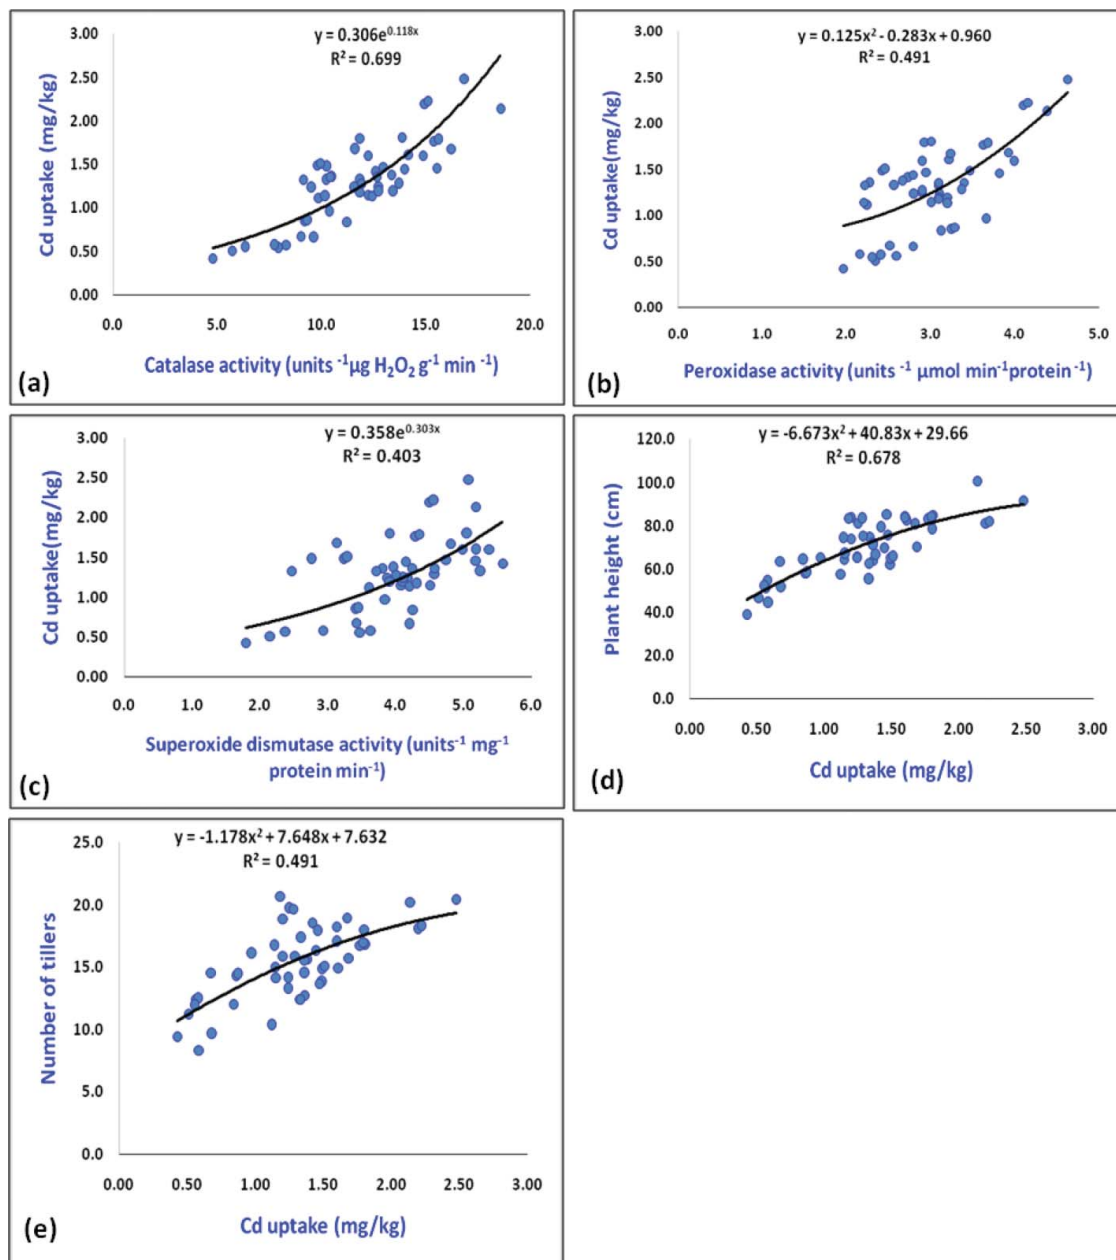 y = 0.306e^0.118x
R² = 0.699
3.00
2.50
2.00
1.50
1.00
0.50
0.00
Cd uptake (mg/kg)
0.0 5.0 10.0 15.0 20.0
Catalase activity (units ⁻¹µg H₂O₂ g⁻¹ min ⁻¹)
(a)
y = 0.125x² - 0.283x + 0.960
R² = 0.491
3.00
2.50
2.00
1.50
1.00
0.50
0.00
Cd uptake(mg/kg)
0.0 1.0 2.0 3.0 4.0 5.0
Peroxidase activity (units ⁻¹ µmol min⁻¹protein ⁻¹)
(b)
y = 0.358e^0.303x
R² = 0.403
3.00
2.50
2.00
1.50
1.00
0.50
0.00
Cd uptake(mg/kg)
0.0 1.0 2.0 3.0 4.0 5.0 6.0
Superoxide dismutase activity (units⁻¹ mg⁻¹
protein min⁻¹)
(c)
y = -6.673x² + 40.83x + 29.66
R² = 0.678
120.0
100.0
80.0
60.0
40.0
20.0
0.0
Plant height (cm)
0.00 0.50 1.00 1.50 2.00 2.50 3.00
Cd uptake (mg/kg)
(d)
y = -1.178x² + 7.648x + 7.632
R² = 0.491
25.0
20.0
15.0
10.0
5.0
0.0
Number of tillers
0.00 0.50 1.00 1.50 2.00 2.50 3.00
Cd uptake (mg/kg)
(e)